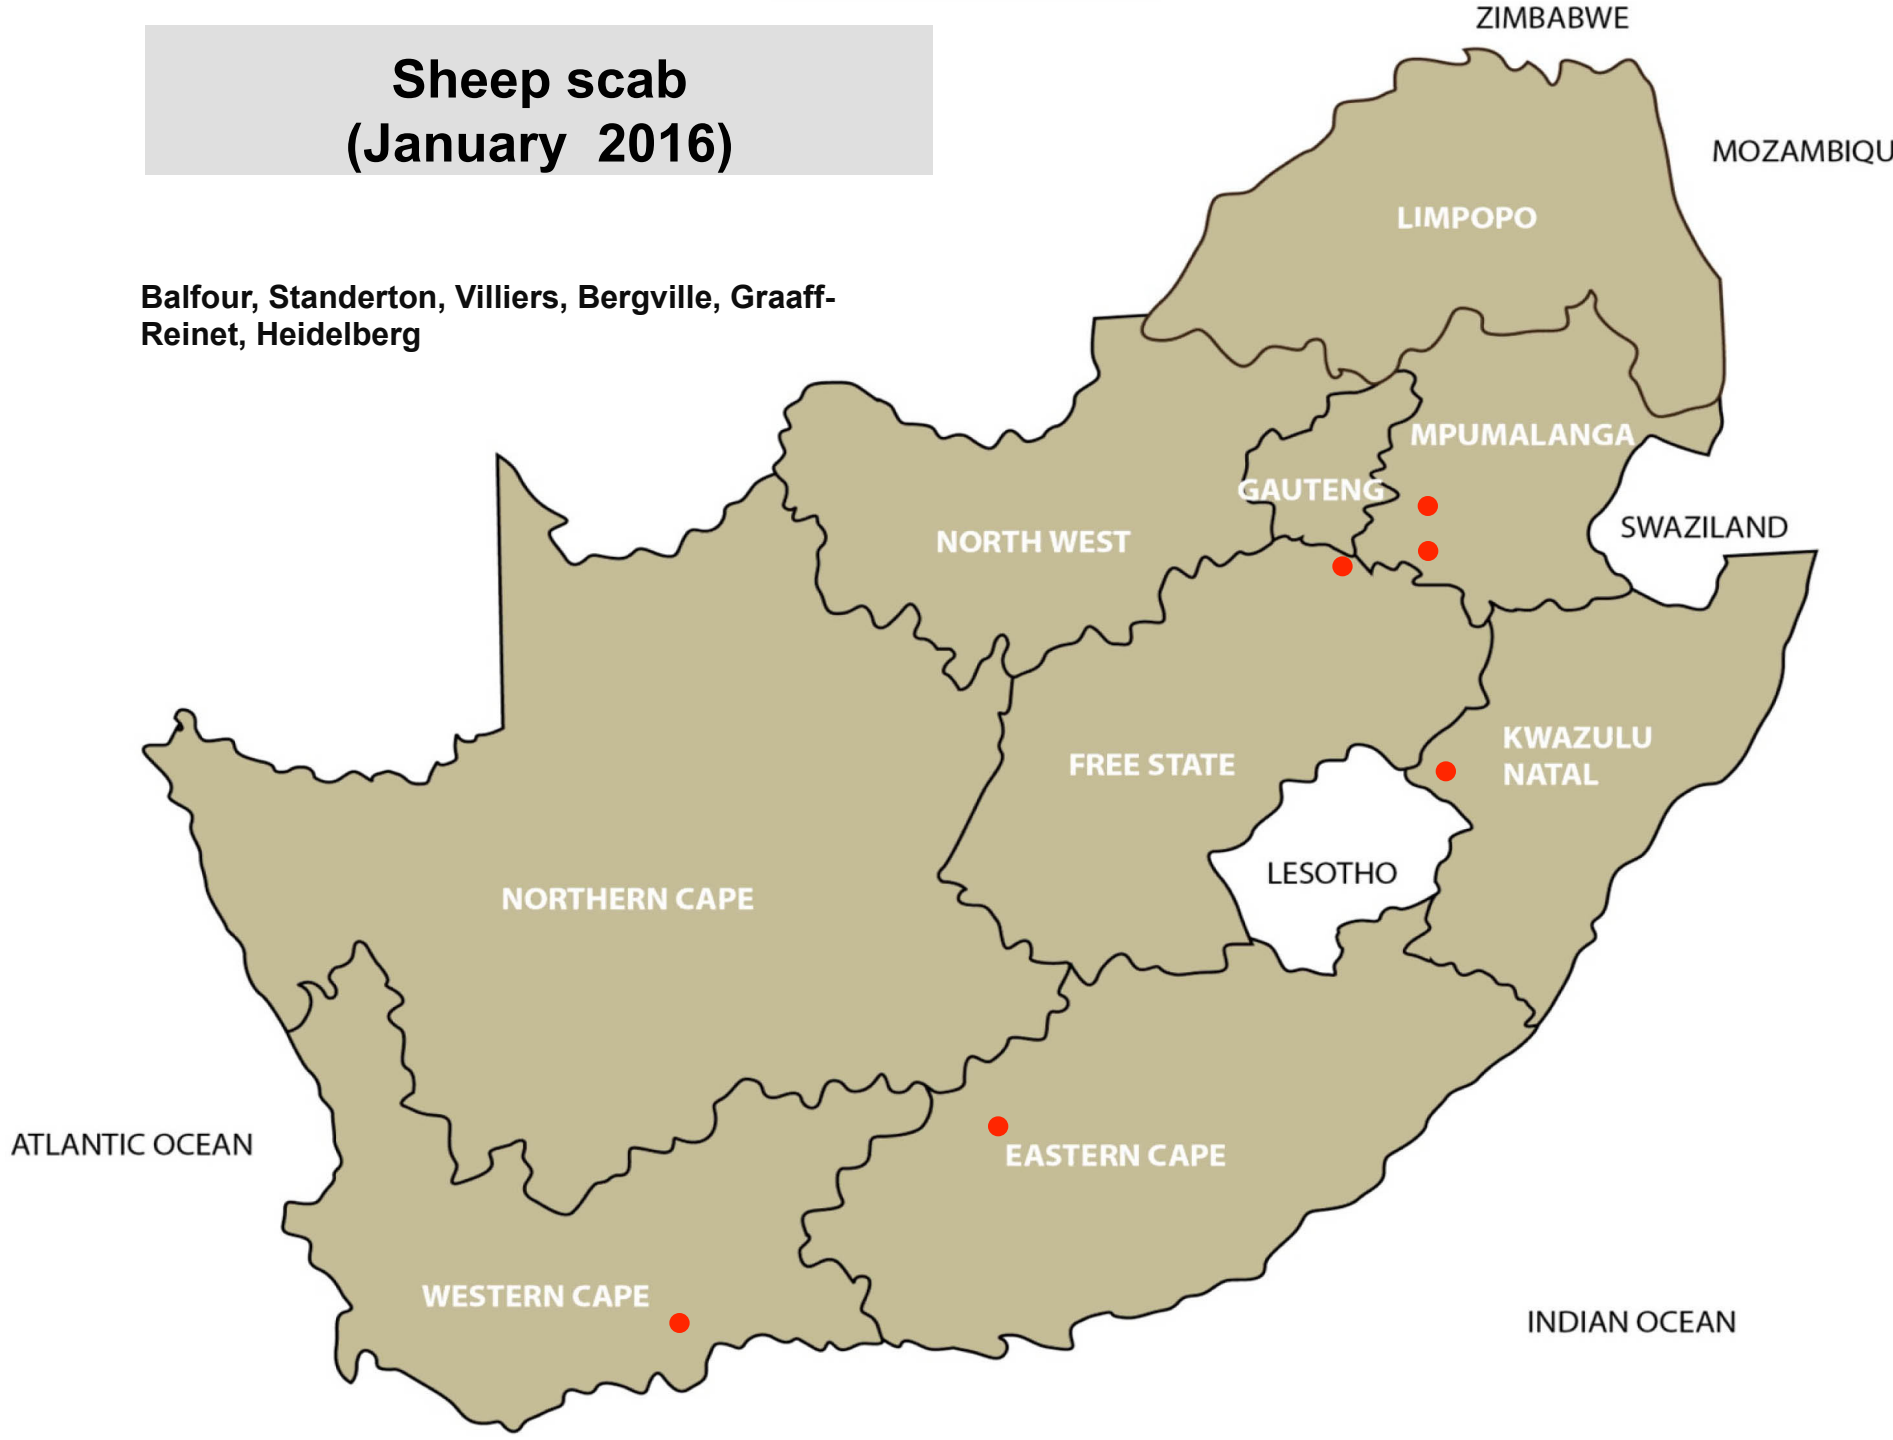 Sheep scab
(January  2016)
Balfour, Standerton, Villiers, Bergville, Graaff-
Reinet, Heidelberg
ZIMBABWE
MOZAMBIQU
LIMPOPO
MPUMALANGA
GAUTENG
SWAZILAND
NORTH WEST
KWAZULU
NATAL
FREE STATE
LESOTHO
NORTHERN CAPE
ATLANTIC OCEAN
EASTERN CAPE
WESTERN CAPE
INDIAN OCEAN